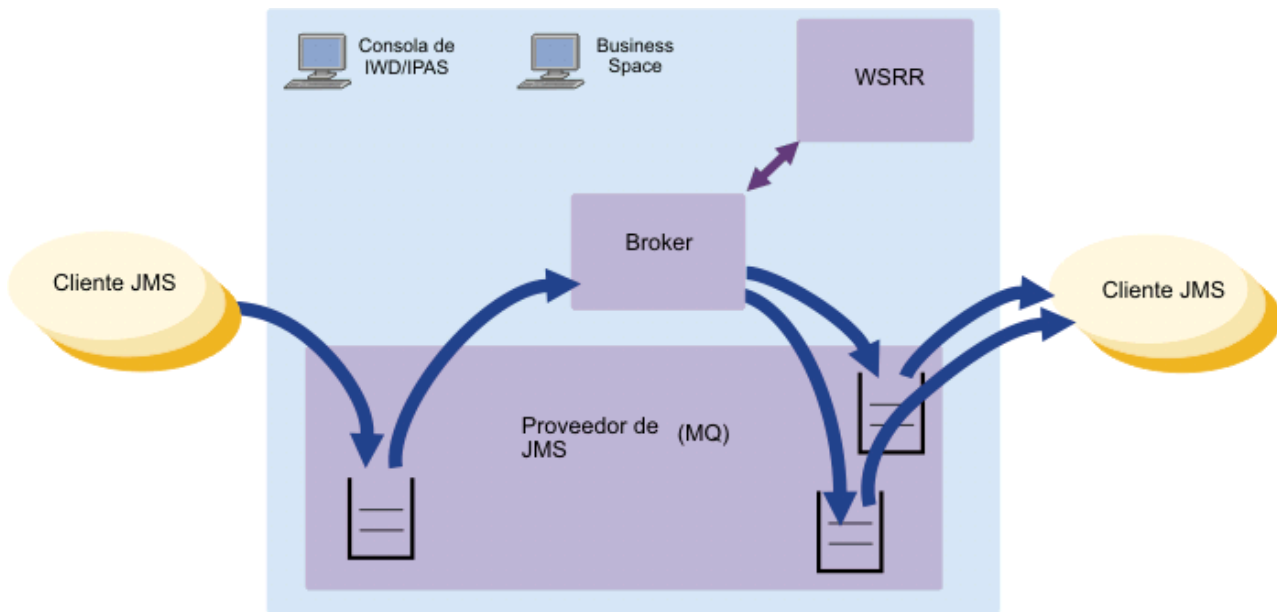 Consola de
IWD/IPAS
Business
Space
WSRR
Broker
Cliente JMS
Cliente JMS
Proveedor de
JMS
(MQ)